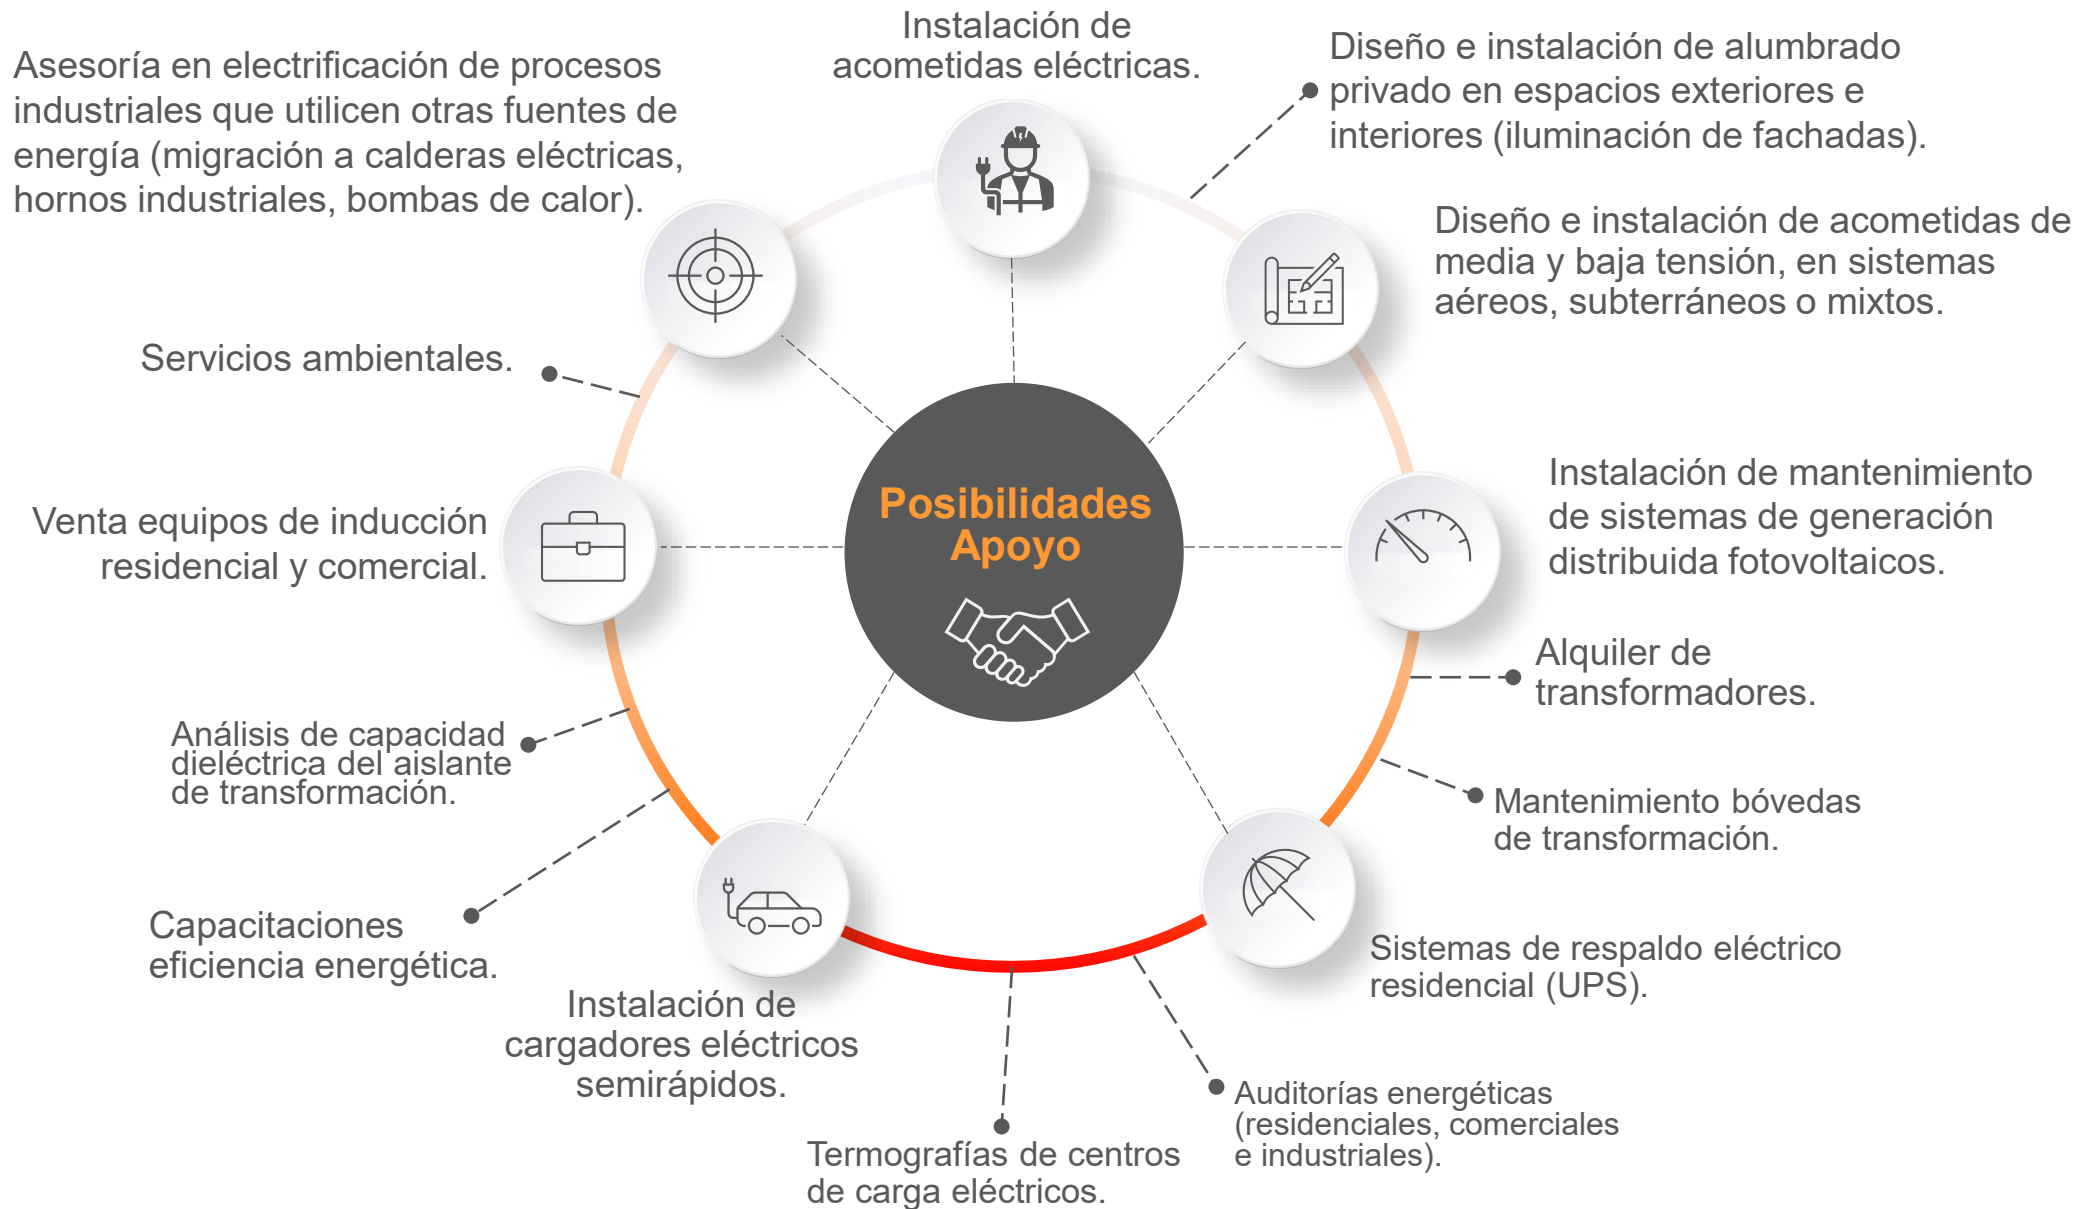 Instalación de
acometidas eléctricas.
Diseño e instalación de alumbrado
privado en espacios exteriores e
interiores (iluminación de fachadas).
Diseño e instalación de acometidas de
media y baja tensión, en sistemas
aéreos, subterráneos o mixtos.
Instalación de mantenimiento
de sistemas de generación
distribuida fotovoltaicos.
Alquiler de
transformadores.
Mantenimiento bóvedas
de transformación.
Sistemas de respaldo eléctrico
residencial (UPS).
Auditorías energéticas
(residenciales, comerciales
e industriales).
Termografías de centros
de carga eléctricos.
Instalación de
cargadores eléctricos
semirápidos.
Capacitaciones
eficiencia energética.
Análisis de capacidad
dieléctrica del aislante
de transformación.
Venta equipos de inducción
residencial y comercial.
Servicios ambientales.
Asesoría en electrificación de procesos
industriales que utilicen otras fuentes de
energía (migración a calderas eléctricas,
hornos industriales, bombas de calor).
Posibilidades
Apoyo